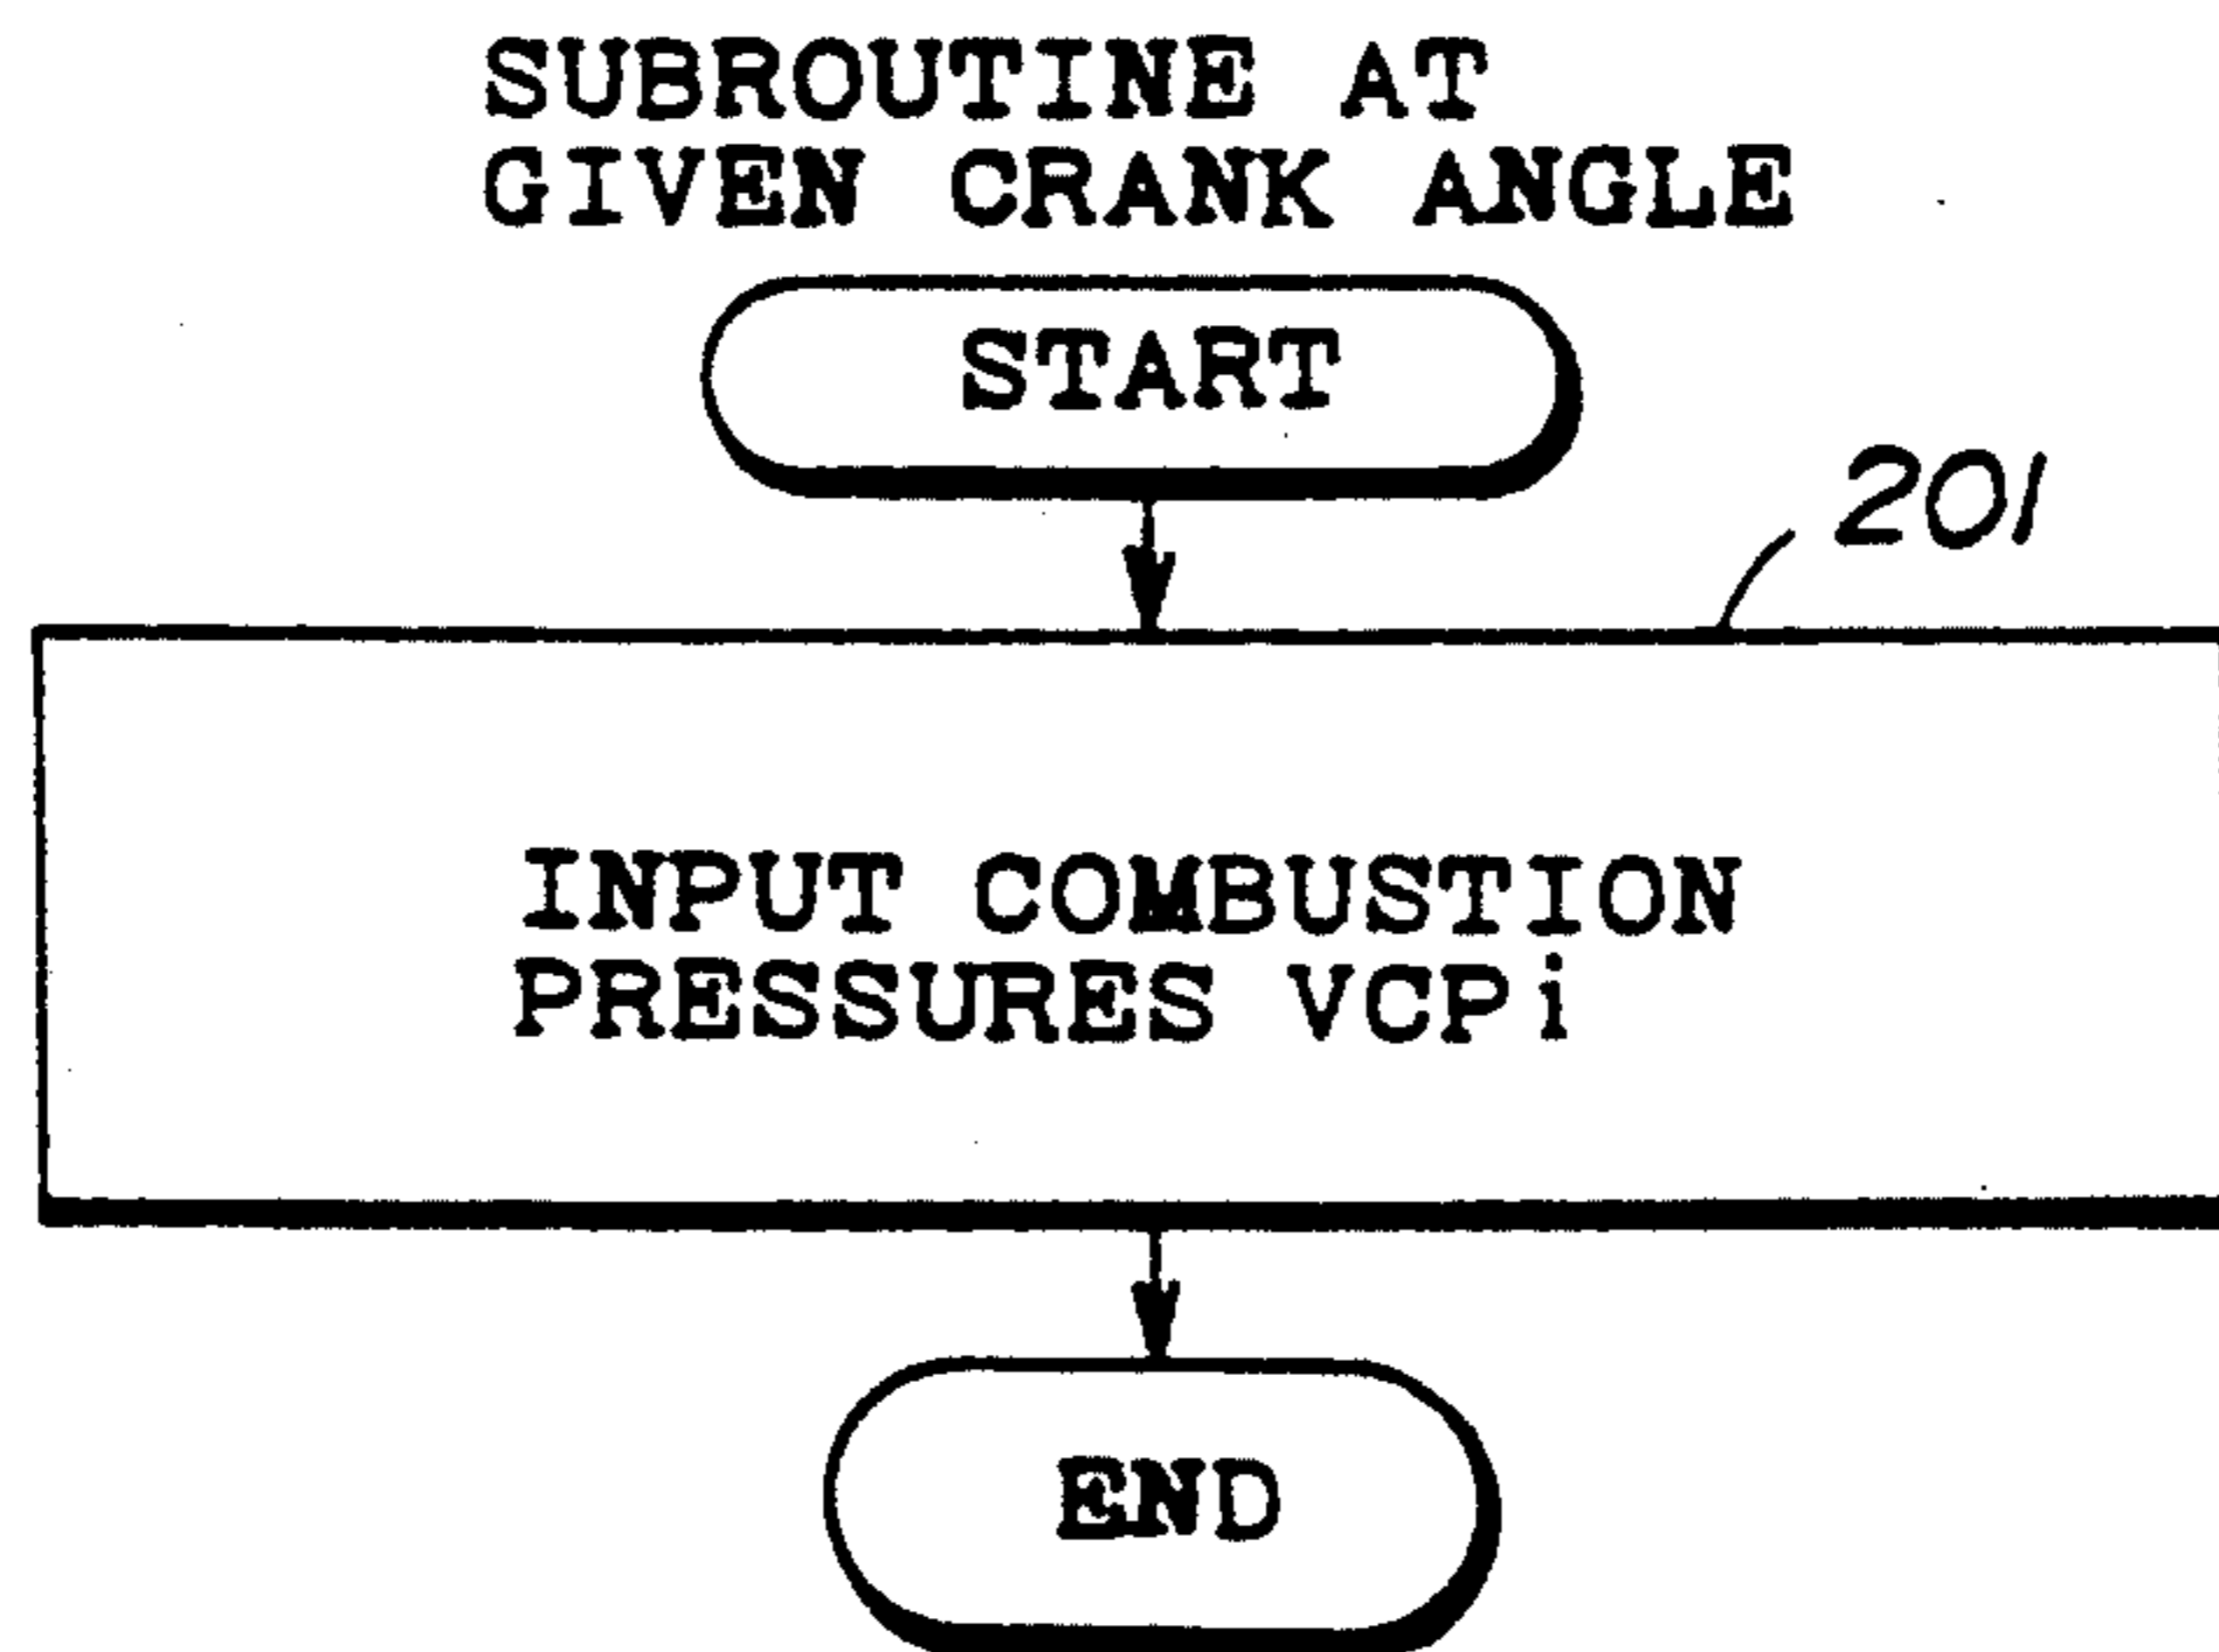 SUBROUTINE AT
GIVEN CRANK ANGLE
START
201
INPUT COMBUSTION
PRESSURES VCPi
END